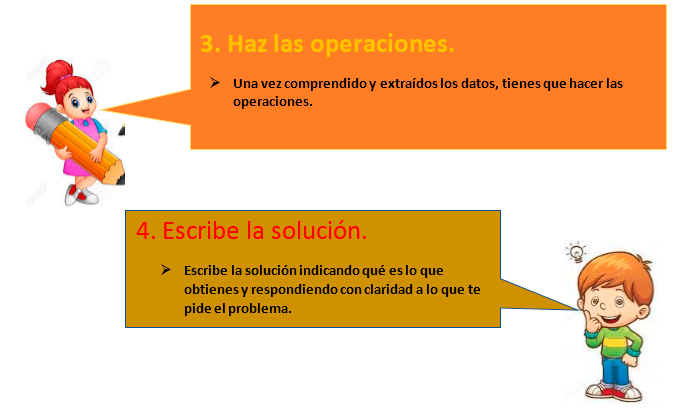 3. Haz las operaciones.
➢ Una vez comprendido y extraídos los datos, tienes que hacer las
operaciones.
4. Escribe la solución.
➢ Escribe la solución indicando qué es lo que
obtienes y respondiendo con claridad a lo que te
pide el problema.